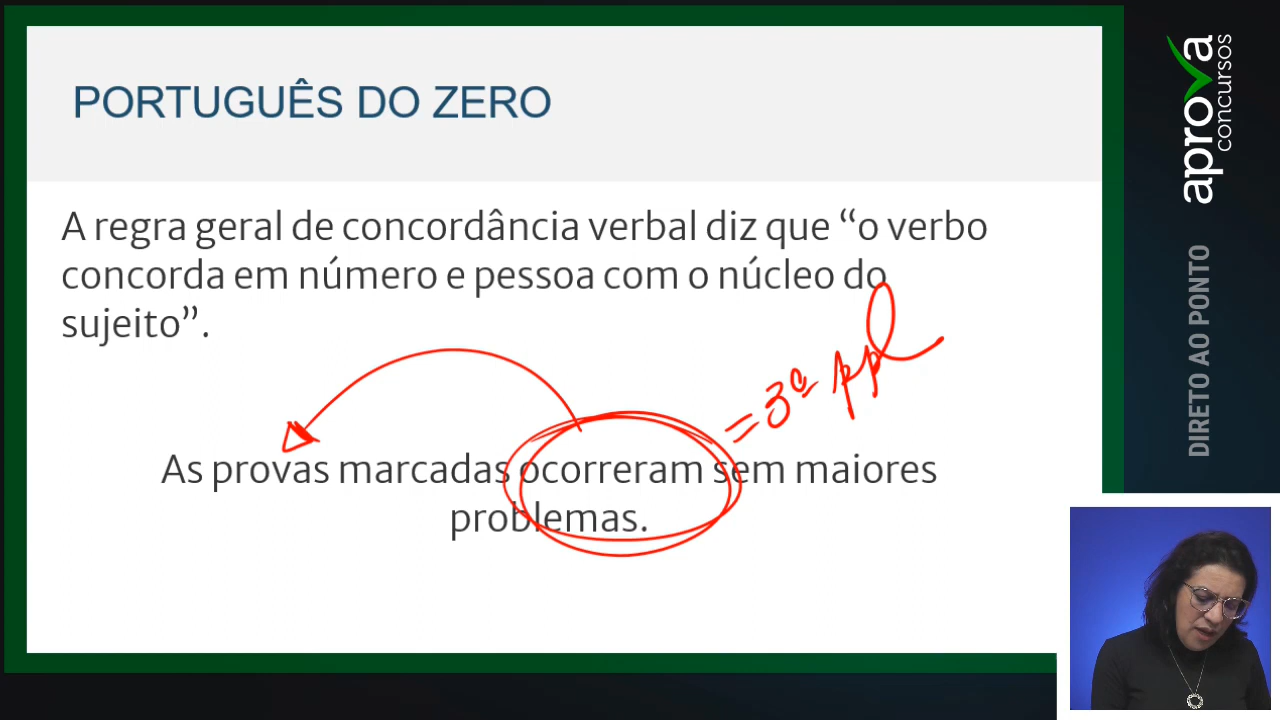 PORTUGUÊS DO ZERO
A regra geral de concordância verbal diz que “o verbo
concorda em número e pessoa com o núcleo do
sujeito”.
= 3ª ppl
As provas marcadas ocorreram sem maiores
problemas.
aprova
concursos
DIRETO AO PONTO